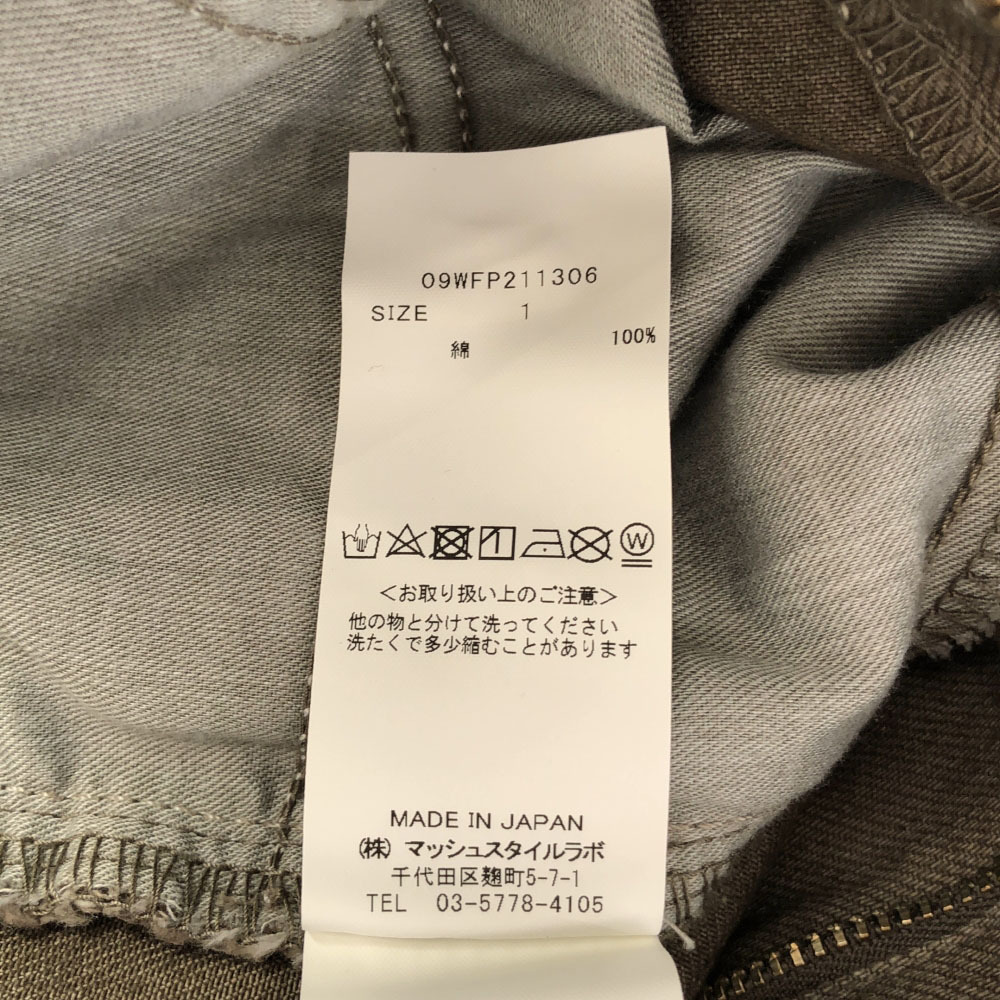 09WFP211306
SIZE 1
綿 100%
W
<お取り扱い上のご注意>
他の物と分けて洗ってください
洗たくで多少縮むことがあります
MADE IN JAPAN
(株) マッシュスタイルラボ
千代田区麹町5-7-1
TEL 03-5778-4105